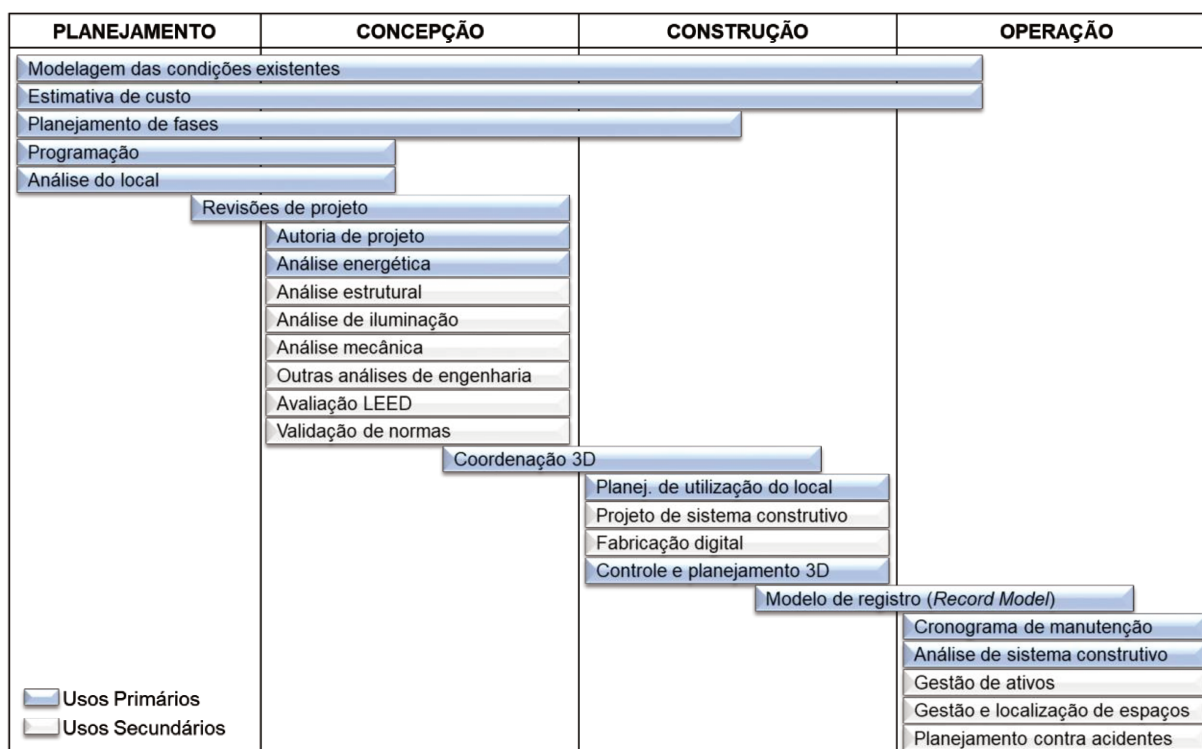 PLANEJAMENTO CONCEPÇÃO CONSTRUÇÃO OPERAÇÃO
Modelagem das condições existentes
Estimativa de custo
Planejamento de fases
Programação
Análise do local
Revisões de projeto
Autoria de projeto
Análise energética
Análise estrutural
Análise de iluminação
Análise mecânica
Outras análises de engenharia
Avaliação LEED
Validação de normas
Coordenação 3D
Planej. de utilização do local
Projeto de sistema construtivo
Fabricação digital
Controle e planejamento 3D
Modelo de registro (Record Model)
Cronograma de manutenção
Análise de sistema construtivo
Gestão de ativos
Gestão e localização de espaços
Planejamento contra acidentes
Usos Primários
Usos Secundários